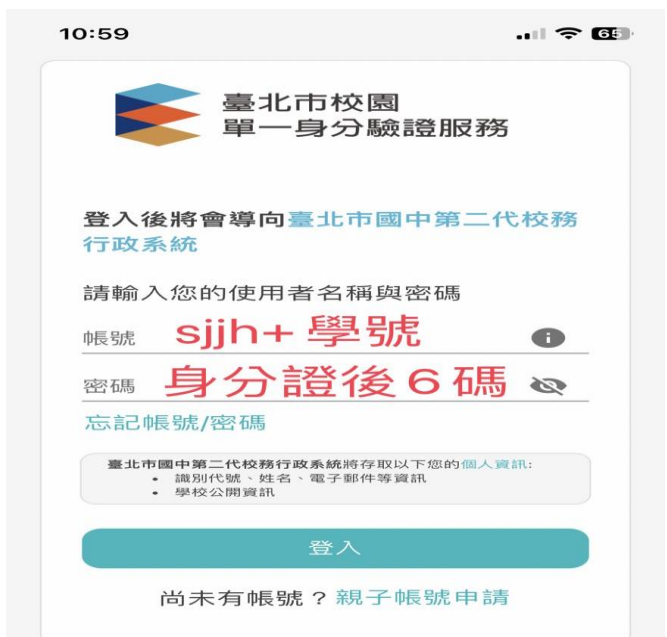 10:59
65
臺北市校園
單一身分驗證服務
登入後將會導向臺北市國中第二代校務
行政系統
請輸入您的使用者名稱與密碼
帳號 sjjh+學號
密碼 身分證後6碼
忘記帳號/密碼
臺北市國中第二代校務行政系統將存取以下您的個人資訊:
• 識別代號、姓名、電子郵件等資訊
• 學校公開資訊
登入
尚未有帳號？親子帳號申請